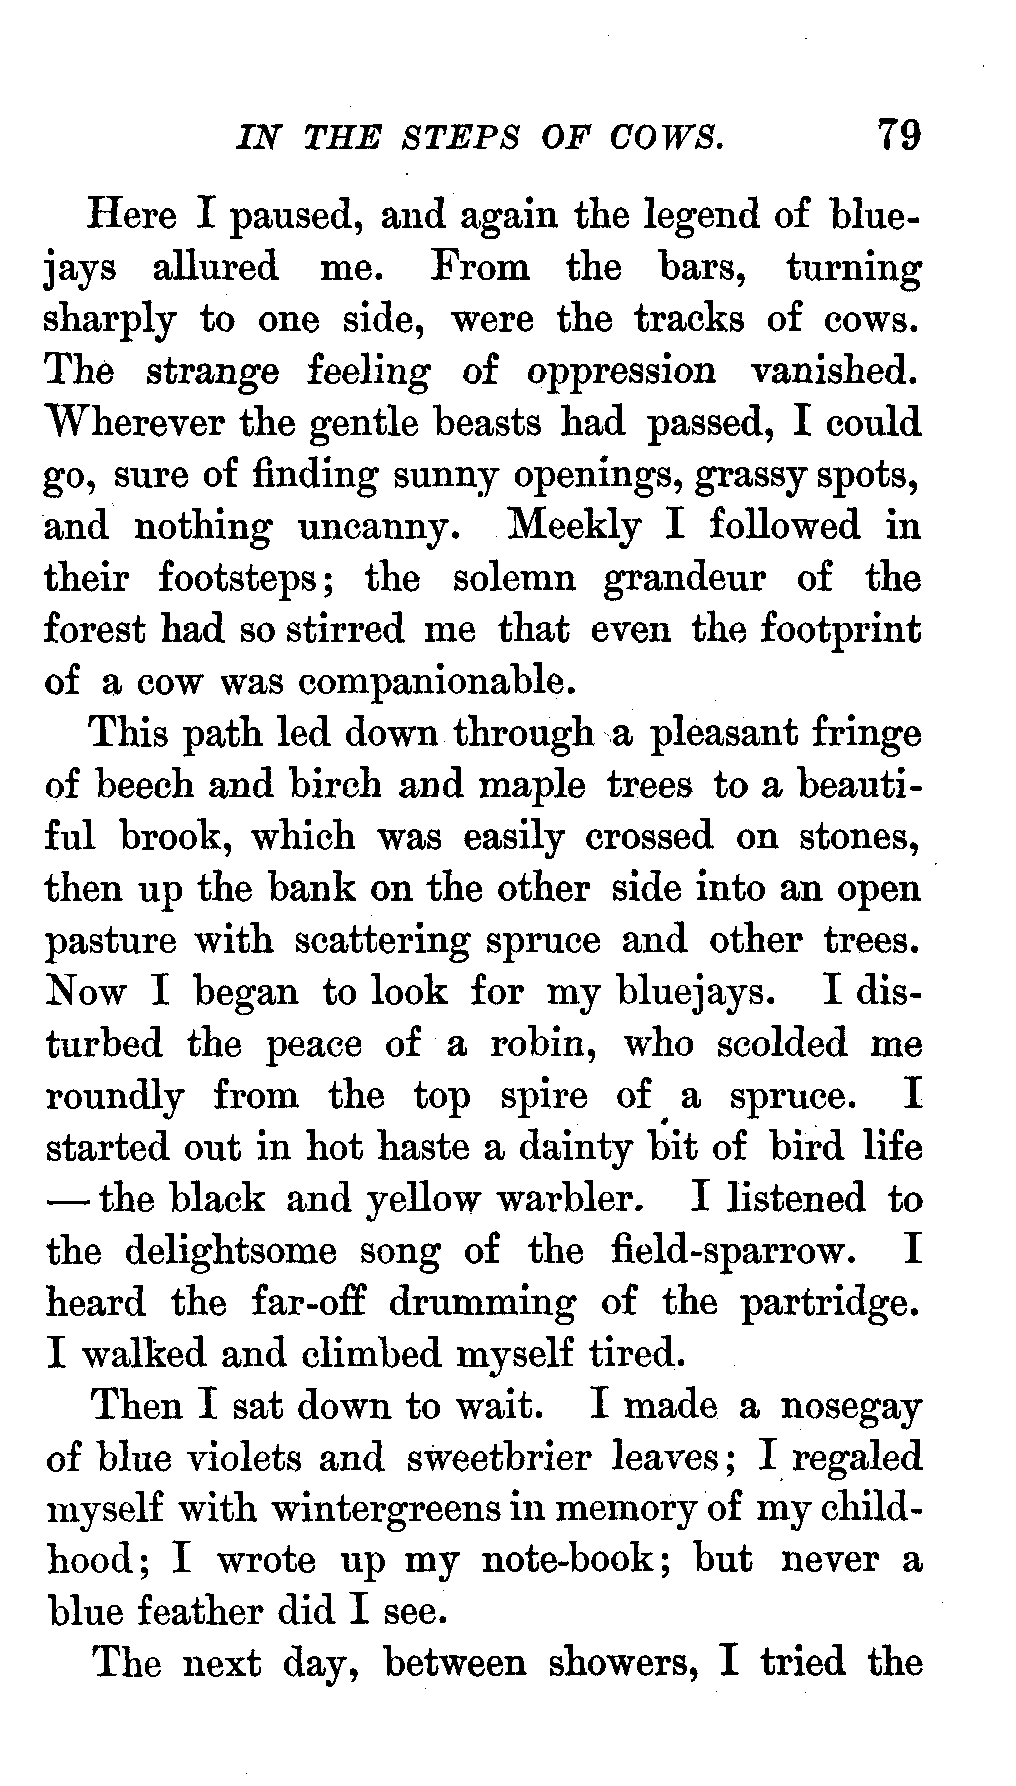 IN THE STEPS OF COWS. 79
Here I paused, and again the legend of blue-
jays allured me. From the bars, turning
sharply to one side, were the tracks of cows.
The strange feeling of oppression vanished.
Wherever the gentle beasts had passed, I could
go, sure of finding sunny openings, grassy spots,
and nothing uncanny. Meekly I followed in
their footsteps; the solemn grandeur of the
forest had so stirred me that even the footprint
of a cow was companionable.
This path led down through a pleasant fringe
of beech and birch and maple trees to a beauti-
ful brook, which was easily crossed on stones,
then up the bank on the other side into an open
pasture with scattering spruce and other trees.
Now I began to look for my bluejays. I dis-
turbed the peace of a robin, who scolded me
roundly from the top spire of a spruce. I
started out in hot haste a dainty bit of bird life
— the black and yellow warbler. I listened to
the delightsome song of the field-sparrow. I
heard the far-off drumming of the partridge.
I walked and climbed myself tired.
Then I sat down to wait. I made a nosegay
of blue violets and sweetbrier leaves; I regaled
myself with wintergreens in memory of my child-
hood; I wrote up my note-book; but never a
blue feather did I see.
The next day, between showers, I tried the